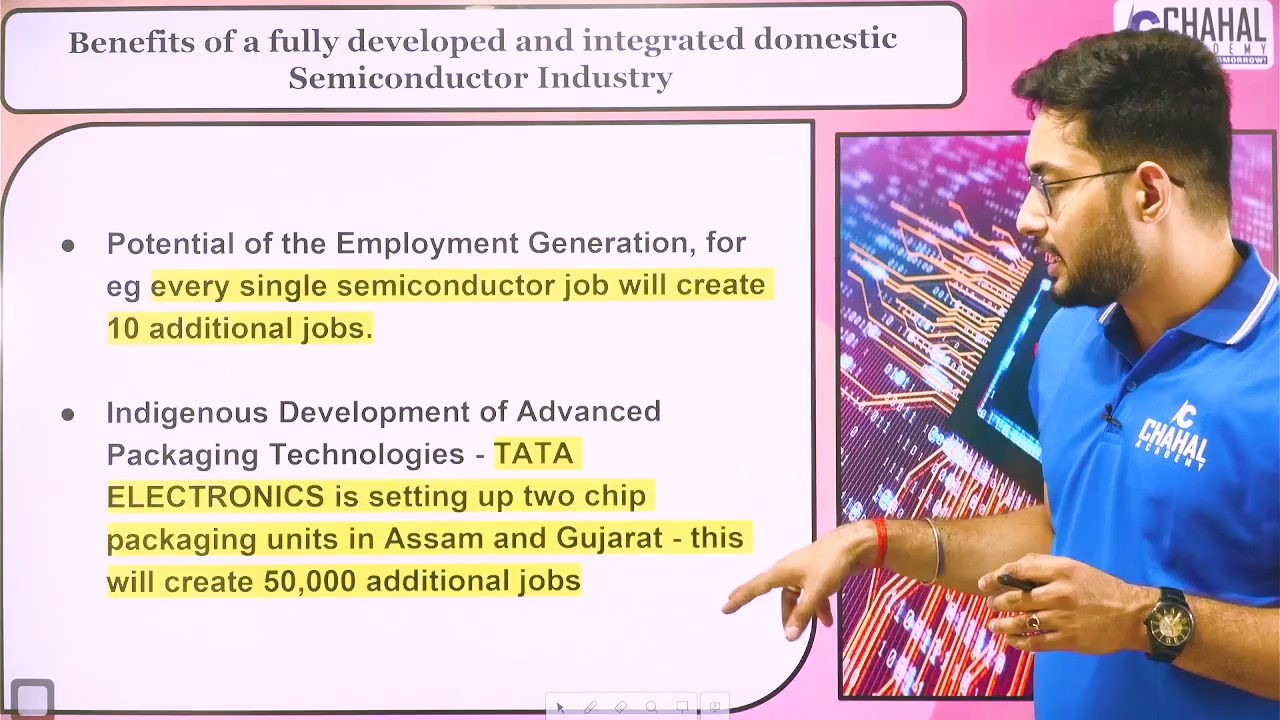 Benefits of a fully developed and integrated domestic
Semiconductor Industry
CHAHAL
● Potential of the Employment Generation, for
eg every single semiconductor job will create
10 additional jobs.
● Indigenous Development of Advanced
Packaging Technologies - TATA
ELECTRONICS is setting up two chip
packaging units in Assam and Gujarat - this
will create 50,000 additional jobs
CHAHAL
ACADEMY